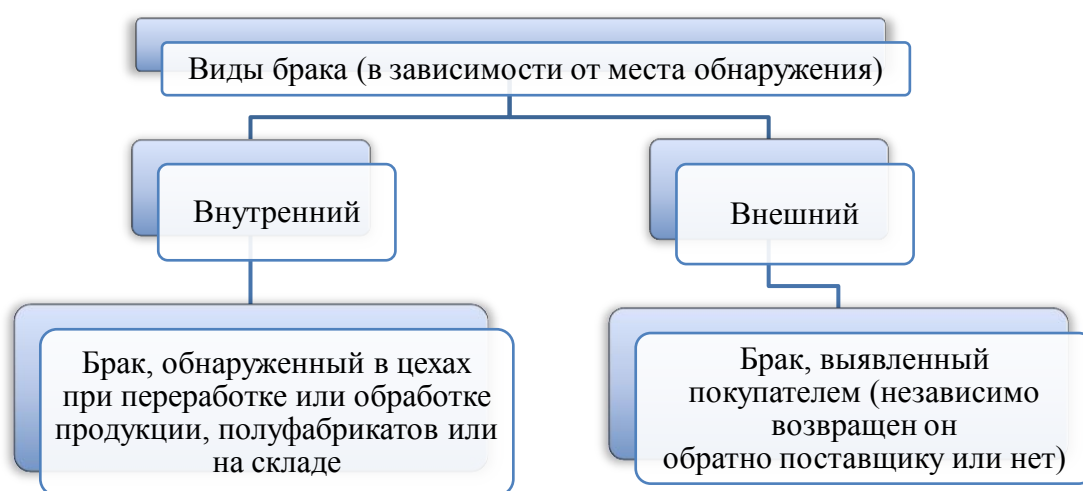 Виды брака (в зависимости от места обнаружения)
Внутренний
Внешний
Брак, обнаруженный в цехах
при переработке или обработке
продукции, полуфабрикатов или
на складе
Брак, выявленный
покупателем (независимо
возвращен он
обратно поставщику или нет)